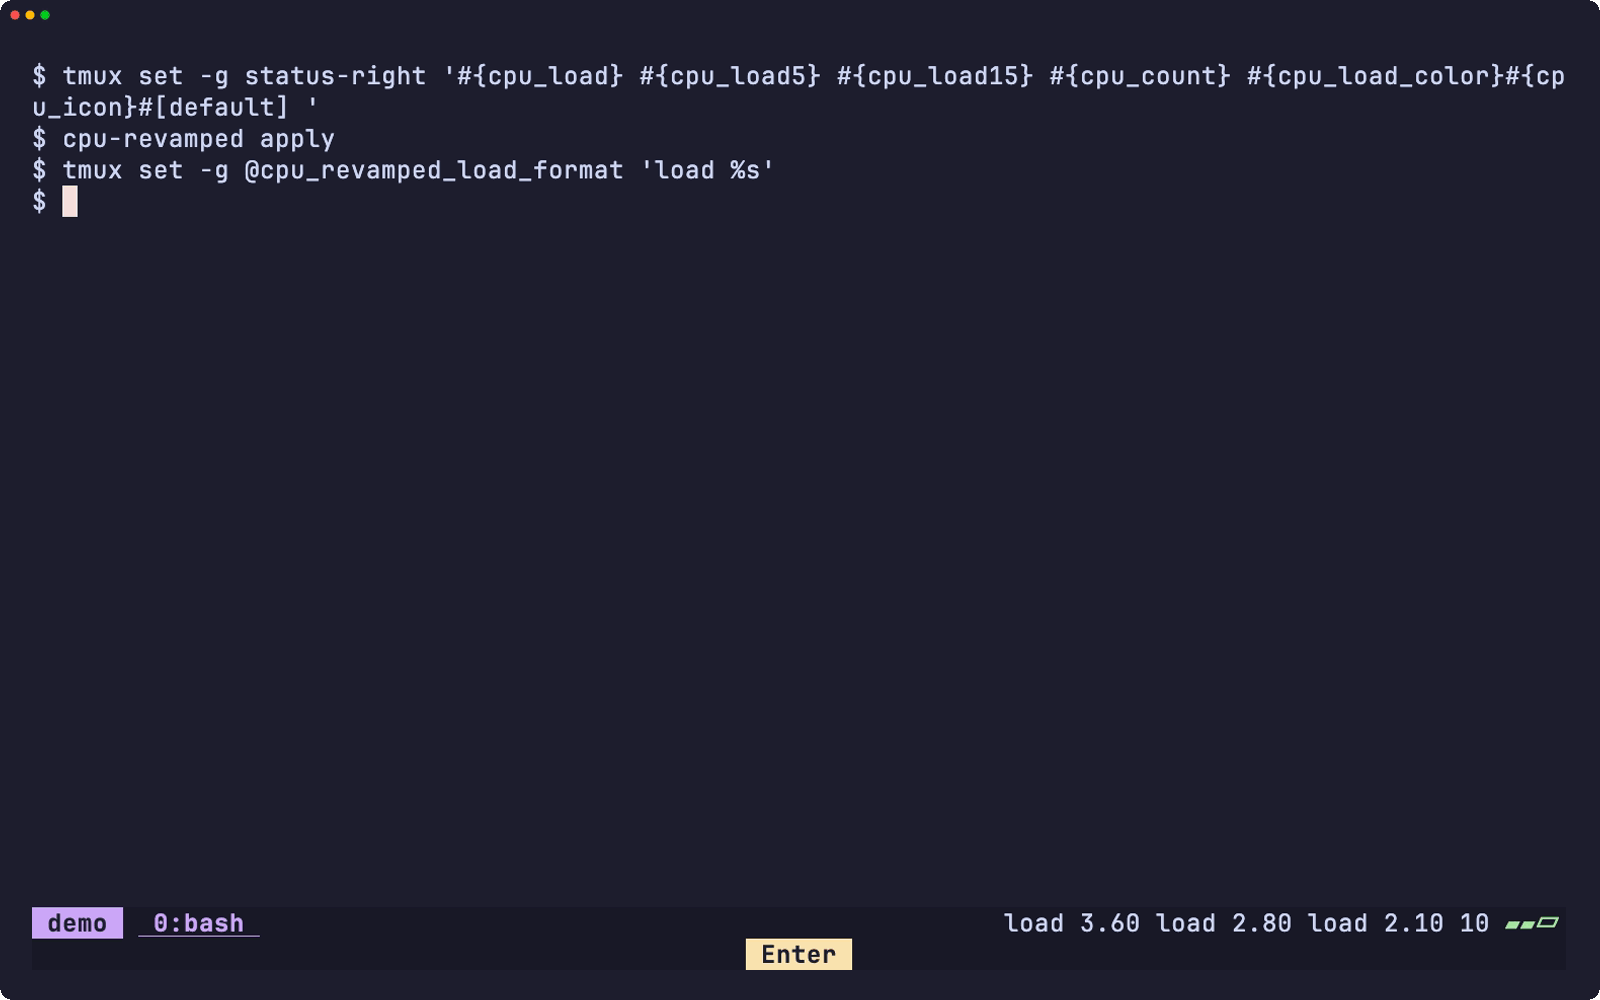 $ tmux set -g status-right '#{cpu_load} #{cpu_load5} #{cpu_load15} #{cpu_count} #{cpu_load_color}#{cp
u_icon}#[default] '
$ cpu-revamped apply
$ tmux set -g @cpu_revamped_load_format 'load %s'
$
demo 0:bash load 3.60 load 2.80 load 2.10 10 ▰▰▱
Enter